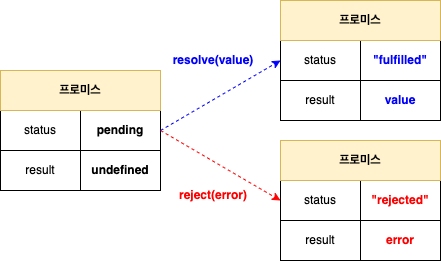 프로미스
status "fulfilled"
result value
resolve(value)
프로미스
status pending
result undefined
reject(error)
프로미스
status "rejected"
result error